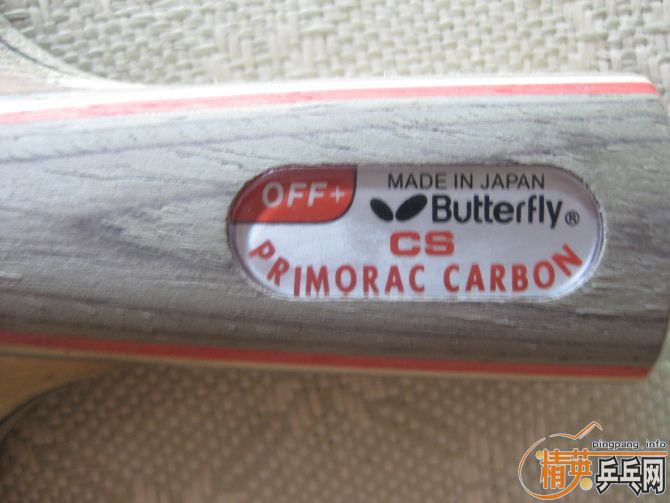 OFF+
MADE IN JAPAN
Butterfly®
CS
PRIMORAC CARBON
pingpang.info
精英乒乓网